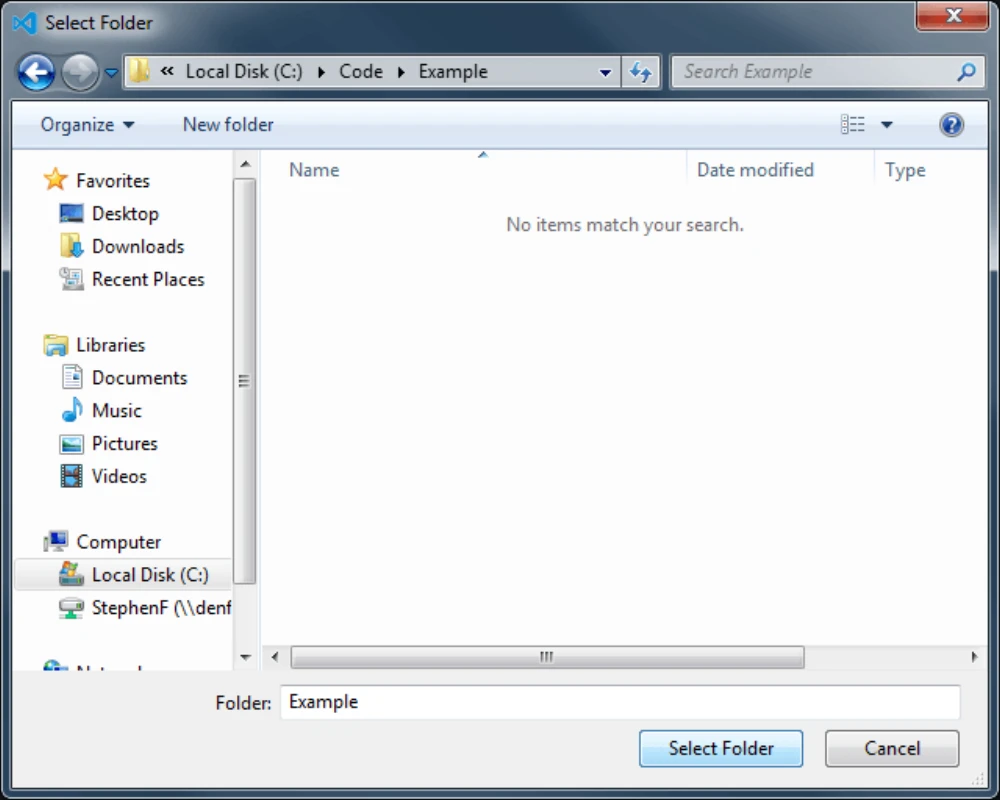 Select Folder
« Local Disk (C:) ▸ Code ▸ Example
Search Example
Organize
New folder
Name
Date modified
Type
No items match your search.
Favorites
Desktop
Downloads
Recent Places
Libraries
Documents
Music
Pictures
Videos
Computer
Local Disk (C:)
StephenF (\\denf
Folder: Example
Select Folder
Cancel